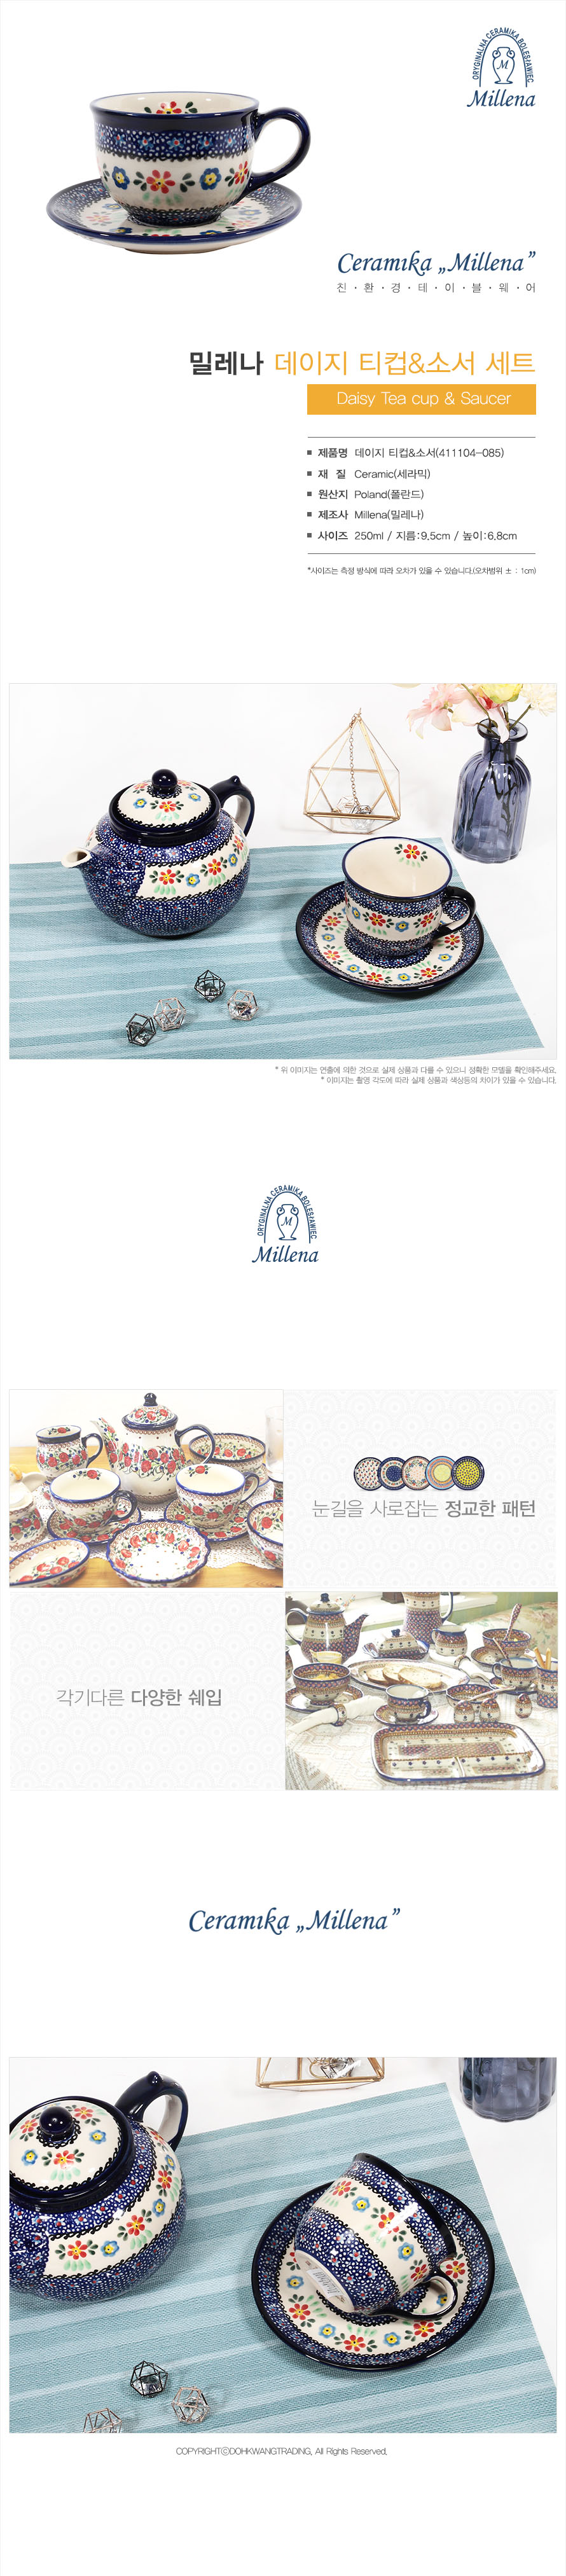 ORYGINALNA CERAMIKA BOLESŁAWIEC
M
Millena
Ceramika „Millena”
친・환・경・테・이・블・웨・어
밀레나 데이지 티컵&소서 세트
Daisy Tea cup & Saucer
제품명 데이지 티컵&소서(411104-085)
재 질 Ceramic(세라믹)
원산지 Poland(폴란드)
제조사 Millena(밀레나)
사이즈 250ml / 지름:9.5cm / 높이:6.8cm
*사이즈는 측정 방식에 따라 오차가 있을 수 있습니다.(오차범위 ± : 1cm)
* 위 이미지는 연출에 의한 것으로 실제 상품과 다를 수 있으니 정확한 모델을 확인해주세요.
* 이미지는 촬영 각도에 따라 실제 상품과 색상등의 차이가 있을 수 있습니다.
ORYGINALNA CERAMIKA BOLESŁAWIEC
M
Millena
눈길을 사로잡는 정교한 패턴
각기다른 다양한 쉐입
Ceramika „Millena”
COPYRIGHTⓒDOHKWANGTRADING, All Rights Reserved.